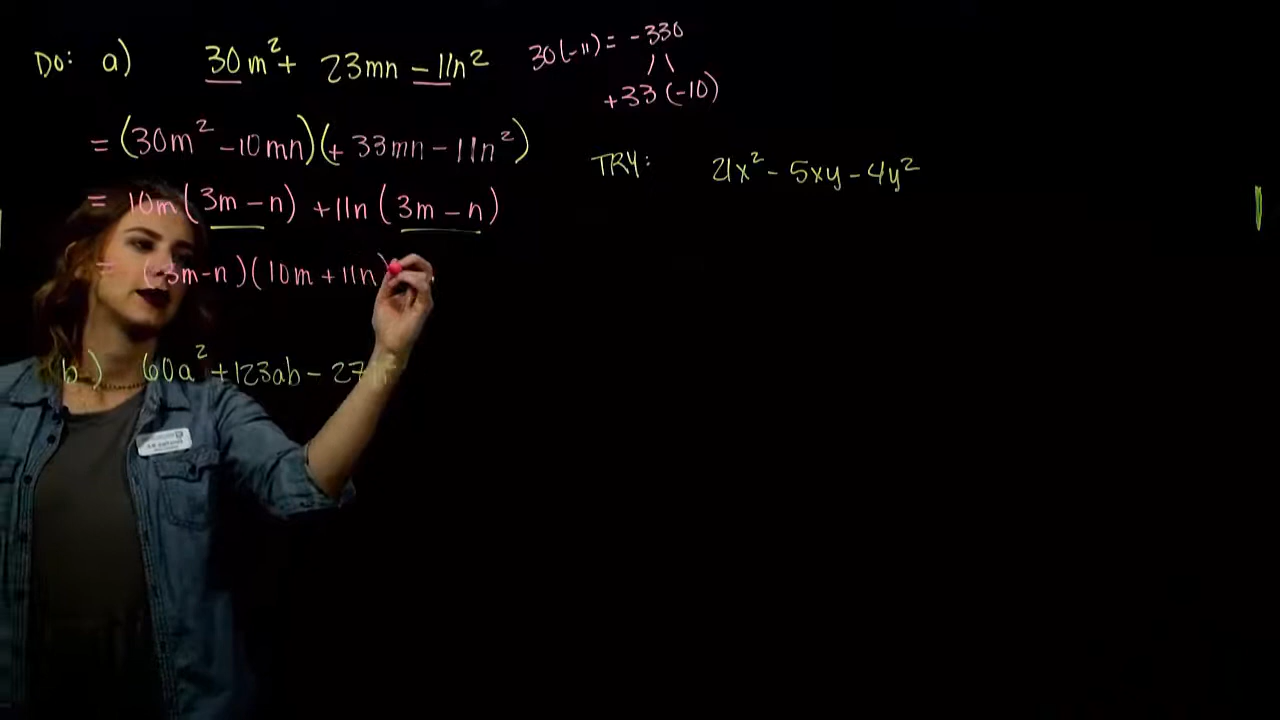 Do: a) 30m² + 23mn - 11n²
30(-11) = -330
+33 (-10)
= (30m² - 10mn)(+ 33mn - 11n²)
= 10m(3m - n) + 11n(3m - n)
= (3m - n)(10m + 11n)
b) 60a² + 123ab - 27
TRY: 21x² - 5xy - 4y²